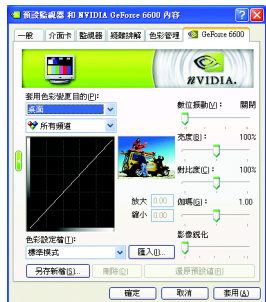 預設監視器 和 NVIDIA GeForce 6600 內容
一般
介面卡
監視器
疑難排解
色彩管理
GeForce 6600
NVIDIA.
套用色彩變更目的(P):
桌面
所有頻道
數位振動(V):
關閉
亮度(B):
100%
對比度(C):
100%
放大 0.00
縮小 0.00
伽瑪(G):
1.00
影像銳化
色彩設定檔(T):
標準模式
匯入(I)...
另存新檔(S)...
刪除(D)
還原預設值(R)
確定
取消
套用(A)